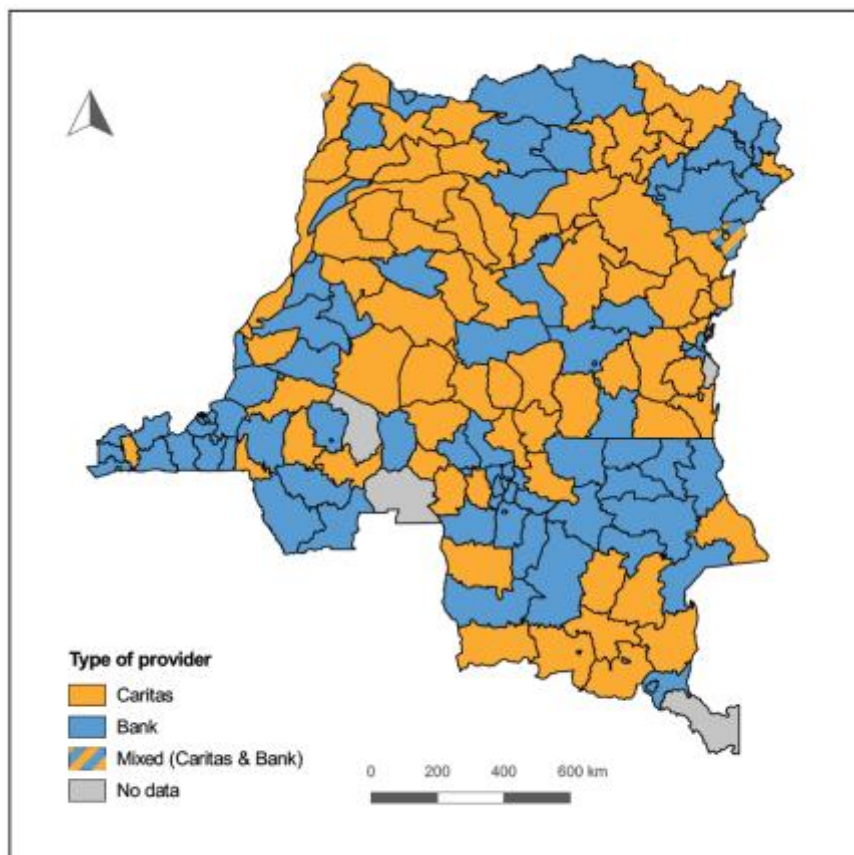 Type of provider
Caritas
Bank
Mixed (Caritas & Bank)
No data
0 200 400 600 km